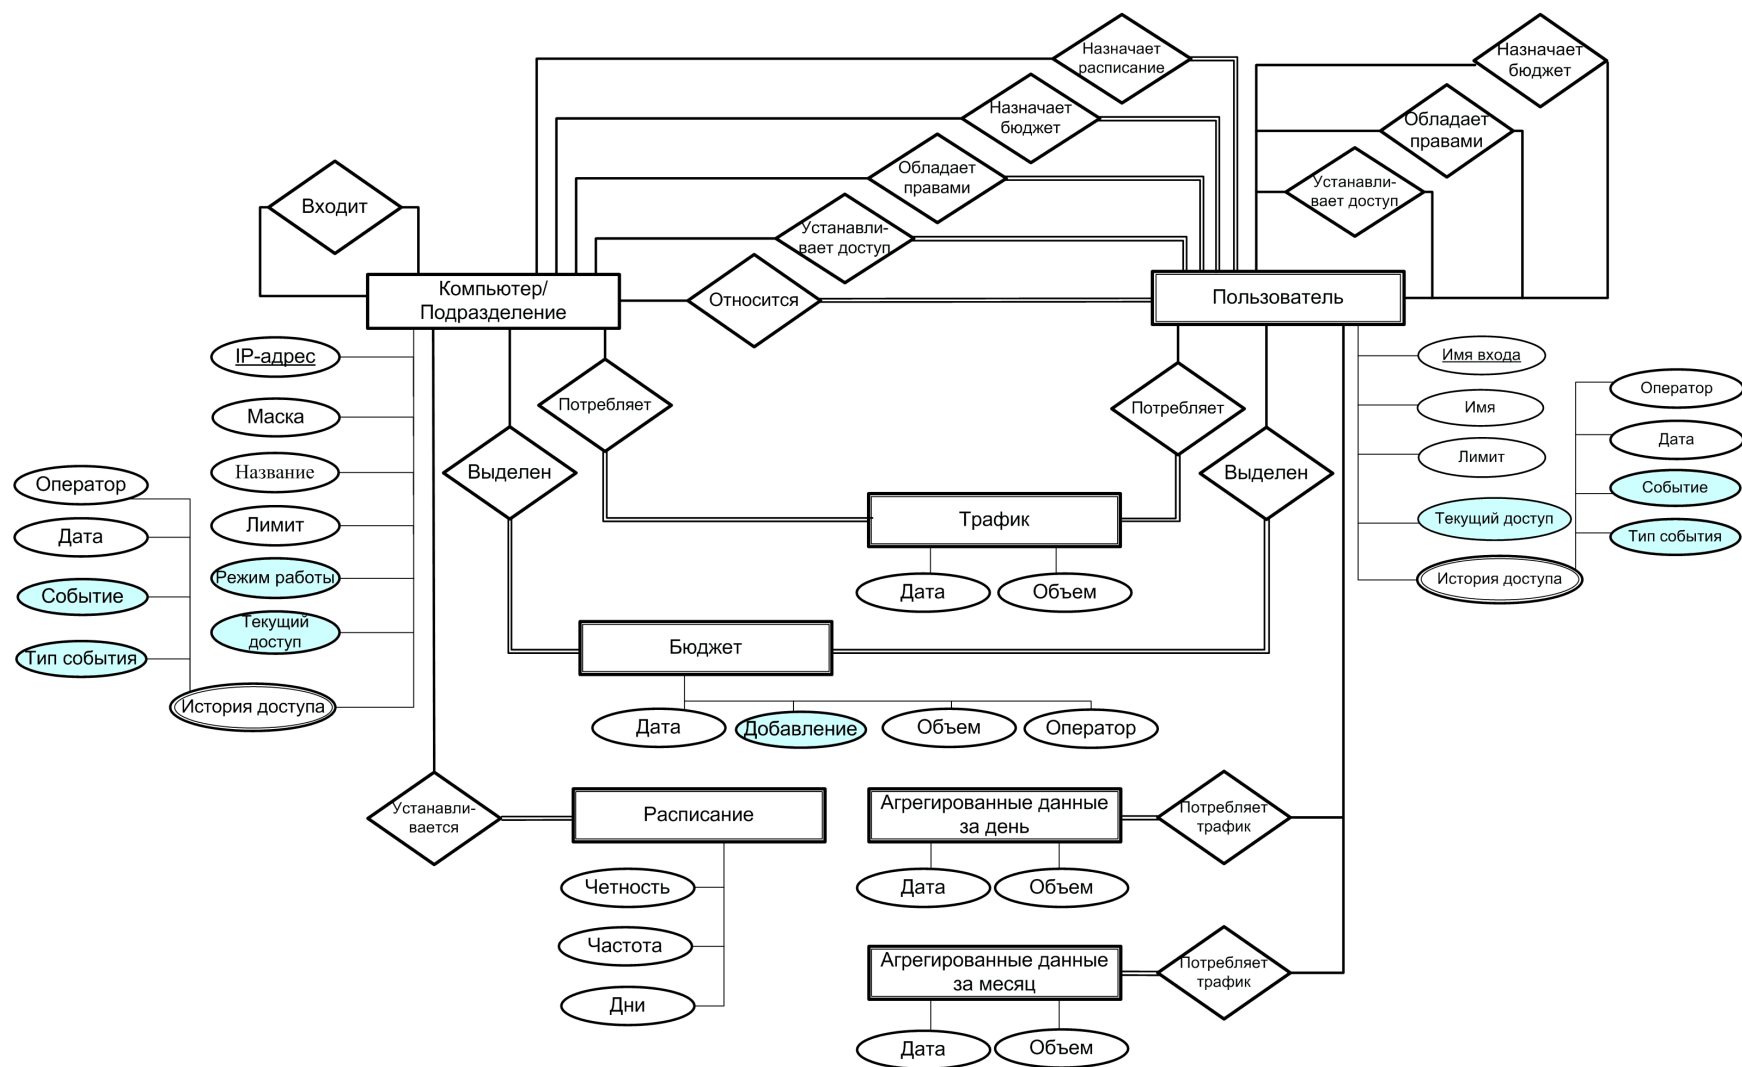 Назначает
расписание
Назначает
бюджет
Назначает
бюджет
Обладает
правами
Обладает
правами
Устанавли-
вает доступ
Входит
Устанавли-
вает доступ
Компьютер/
Подразделение
Относится
Пользователь
IP-адрес
Имя входа
Оператор
Маска
Потребляет
Потребляет
Имя
Дата
Название
Выделен
Выделен
Лимит
Оператор
Событие
Лимит
Трафик
Текущий доступ
Дата
Тип события
Режим работы
Дата
Объем
История доступа
Событие
Текущий
доступ
Бюджет
Тип события
История доступа
Дата
Добавление
Объем
Оператор
Устанавли-
вается
Расписание
Агрегированные данные
за день
Потребляет
трафик
Четность
Дата
Объем
Частота
Агрегированные данные
за месяц
Потребляет
трафик
Дни
Дата
Объем